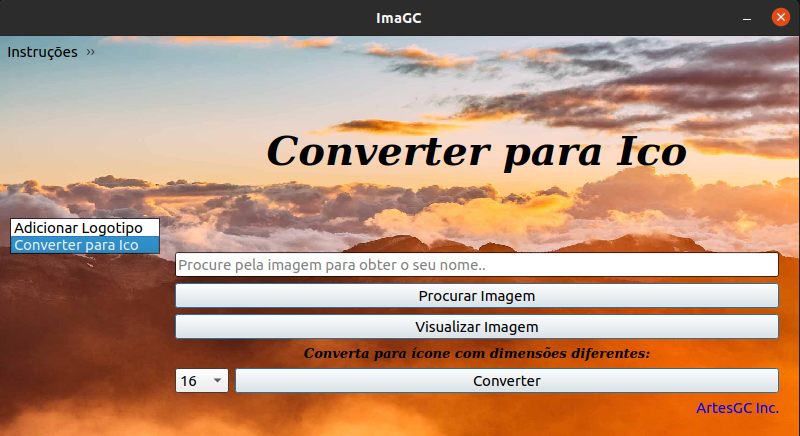 ImaGC
Instruções ››
Converter para Ico
Adicionar Logotipo
Converter para Ico
Procure pela imagem para obter o seu nome..
Procurar Imagem
Visualizar Imagem
Converta para ícone com dimensões diferentes:
16 Converter
ArtesGC Inc.